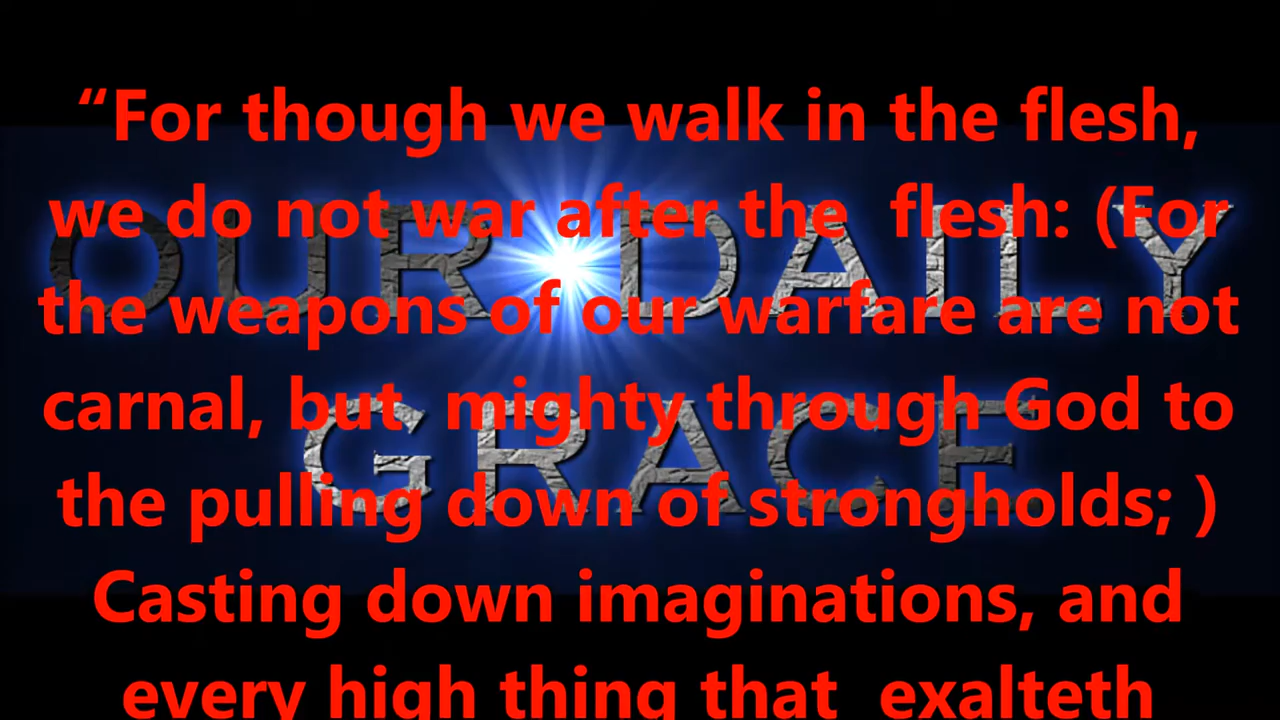 “For though we walk in the flesh,
we do not war after the flesh: (For
the weapons of our warfare are not
carnal, but mighty through God to
the pulling down of strongholds; )
Casting down imaginations, and
every high thing that exalteth
OUR DAILY
GRACE